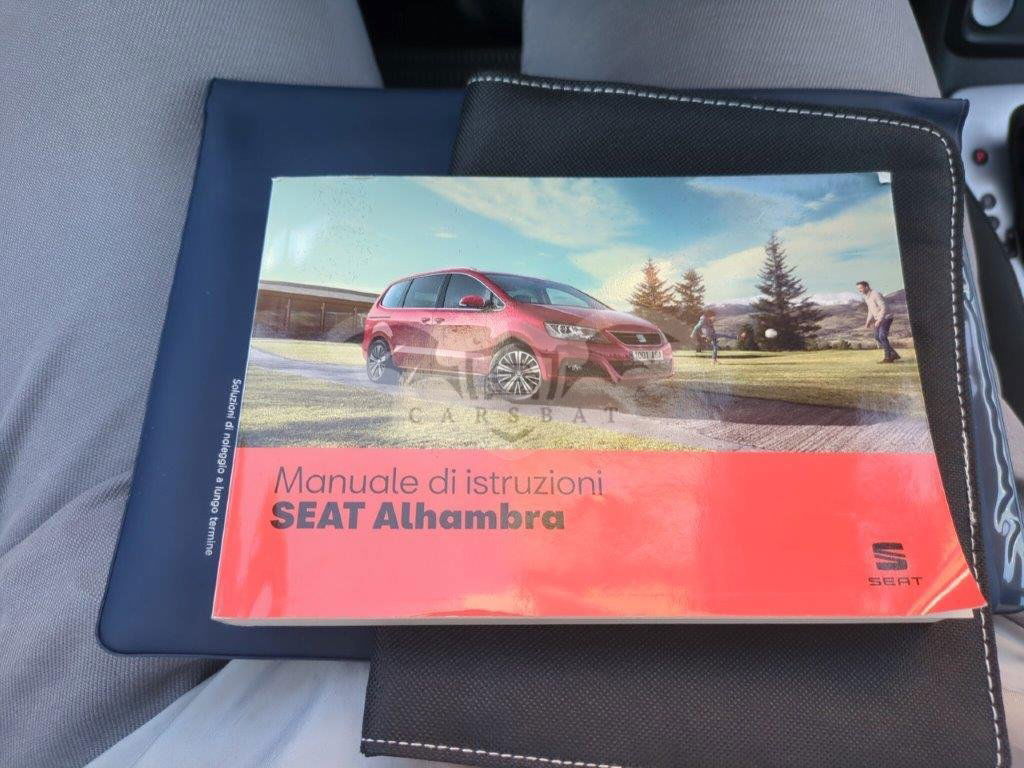 Soluzioni di noleggio a lungo termine
CARSBAT
Manuale di istruzioni
SEAT Alhambra
SEAT